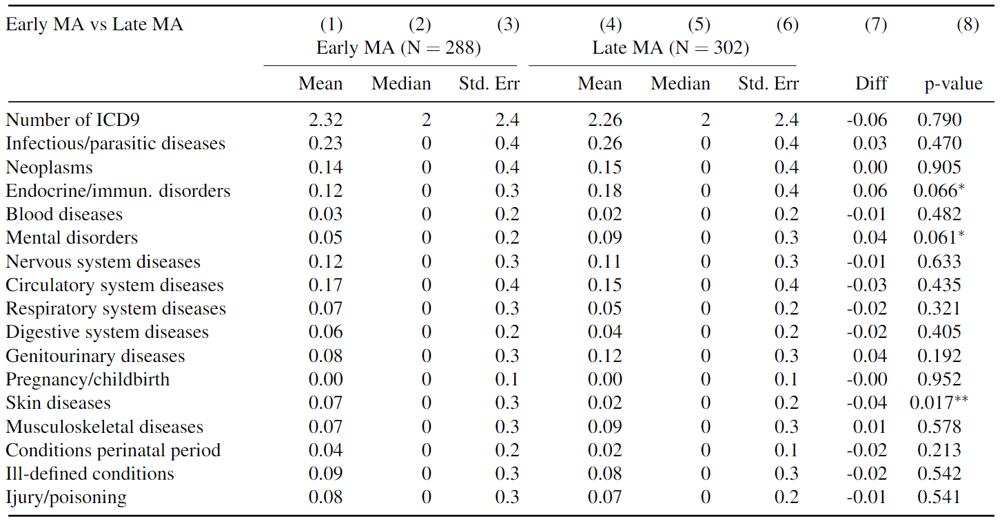 Early MA vs Late MA (1) (2) (3) (4) (5) (6) (7) (8)
Early MA (N = 288) Late MA (N = 302)
Mean Median Std. Err Mean Median Std. Err Diff p-value
Number of ICD9 2.32 2 2.4 2.26 2 2.4 -0.06 0.790
Infectious/parasitic diseases 0.23 0 0.4 0.26 0 0.4 0.03 0.470
Neoplasms 0.14 0 0.4 0.15 0 0.4 0.00 0.905
Endocrine/immun. disorders 0.12 0 0.3 0.18 0 0.4 0.06 0.066*
Blood diseases 0.03 0 0.2 0.02 0 0.2 -0.01 0.482
Mental disorders 0.05 0 0.2 0.09 0 0.3 0.04 0.061*
Nervous system diseases 0.12 0 0.3 0.11 0 0.3 -0.01 0.633
Circulatory system diseases 0.17 0 0.4 0.15 0 0.4 -0.03 0.435
Respiratory system diseases 0.07 0 0.3 0.05 0 0.2 -0.02 0.321
Digestive system diseases 0.06 0 0.2 0.04 0 0.2 -0.02 0.405
Genitourinary diseases 0.08 0 0.3 0.12 0 0.3 0.04 0.192
Pregnancy/childbirth 0.00 0 0.1 0.00 0 0.1 -0.00 0.952
Skin diseases 0.07 0 0.3 0.02 0 0.2 -0.04 0.017**
Musculoskeletal diseases 0.07 0 0.3 0.09 0 0.3 0.01 0.578
Conditions perinatal period 0.04 0 0.2 0.02 0 0.1 -0.02 0.213
Ill-defined conditions 0.09 0 0.3 0.08 0 0.3 -0.02 0.542
Ijury/poisoning 0.08 0 0.3 0.07 0 0.2 -0.01 0.541